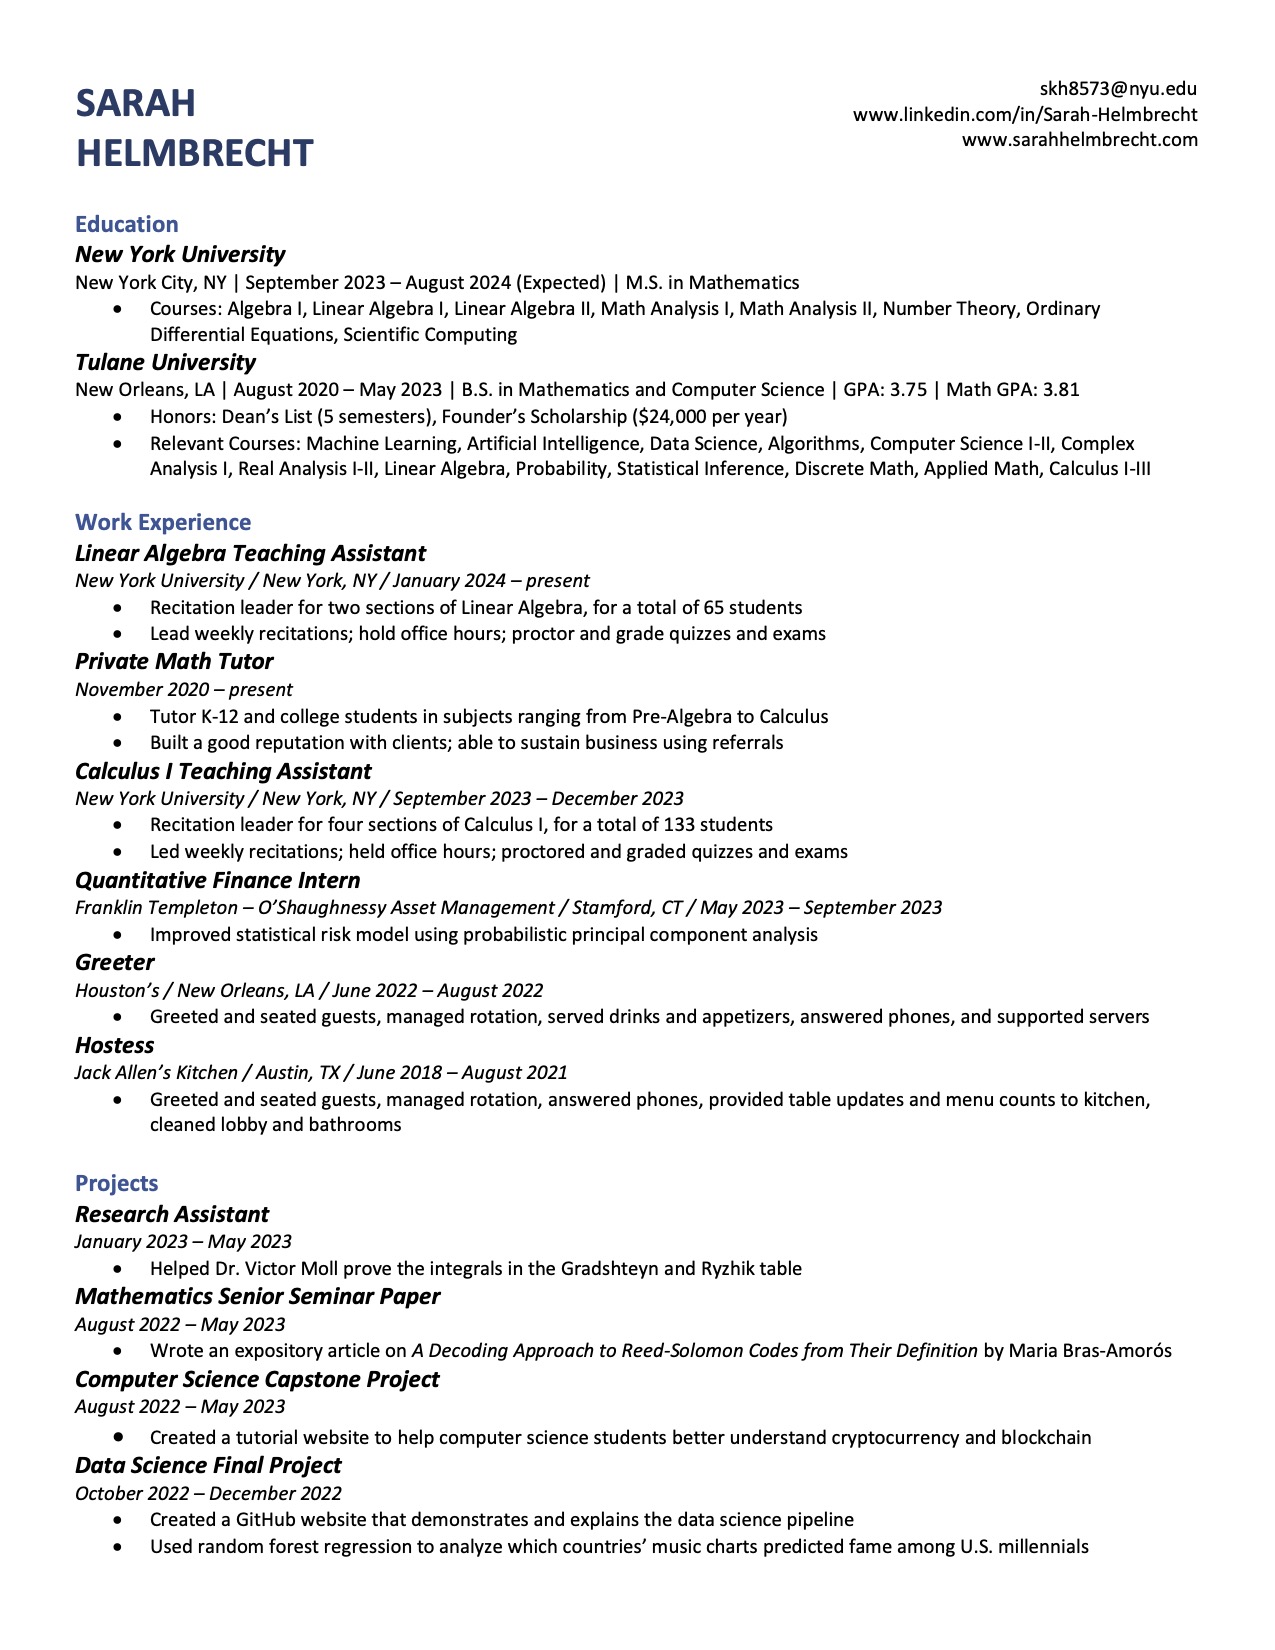 SARAH
HELMBRECHT
skh8573@nyu.edu
www.linkedin.com/in/Sarah-Helmbrecht
www.sarahhelmbrecht.com
Education
New York University
New York City, NY | September 2023 – August 2024 (Expected) | M.S. in Mathematics
• Courses: Algebra I, Linear Algebra I, Linear Algebra II, Math Analysis I, Math Analysis II, Number Theory, Ordinary
Differential Equations, Scientific Computing
Tulane University
New Orleans, LA | August 2020 – May 2023 | B.S. in Mathematics and Computer Science | GPA: 3.75 | Math GPA: 3.81
• Honors: Dean’s List (5 semesters), Founder’s Scholarship ($24,000 per year)
• Relevant Courses: Machine Learning, Artificial Intelligence, Data Science, Algorithms, Computer Science I-II, Complex
Analysis I, Real Analysis I-II, Linear Algebra, Probability, Statistical Inference, Discrete Math, Applied Math, Calculus I-III
Work Experience
Linear Algebra Teaching Assistant
New York University / New York, NY / January 2024 – present
• Recitation leader for two sections of Linear Algebra, for a total of 65 students
• Lead weekly recitations; hold office hours; proctor and grade quizzes and exams
Private Math Tutor
November 2020 – present
• Tutor K-12 and college students in subjects ranging from Pre-Algebra to Calculus
• Built a good reputation with clients; able to sustain business using referrals
Calculus I Teaching Assistant
New York University / New York, NY / September 2023 – December 2023
• Recitation leader for four sections of Calculus I, for a total of 133 students
• Led weekly recitations; held office hours; proctored and graded quizzes and exams
Quantitative Finance Intern
Franklin Templeton – O’Shaughnessy Asset Management / Stamford, CT / May 2023 – September 2023
• Improved statistical risk model using probabilistic principal component analysis
Greeter
Houston’s / New Orleans, LA / June 2022 – August 2022
• Greeted and seated guests, managed rotation, served drinks and appetizers, answered phones, and supported servers
Hostess
Jack Allen’s Kitchen / Austin, TX / June 2018 – August 2021
• Greeted and seated guests, managed rotation, answered phones, provided table updates and menu counts to kitchen,
cleaned lobby and bathrooms
Projects
Research Assistant
January 2023 – May 2023
• Helped Dr. Victor Moll prove the integrals in the Gradshteyn and Ryzhik table
Mathematics Senior Seminar Paper
August 2022 – May 2023
• Wrote an expository article on A Decoding Approach to Reed-Solomon Codes from Their Definition by Maria Bras-Amorós
Computer Science Capstone Project
August 2022 – May 2023
• Created a tutorial website to help computer science students better understand cryptocurrency and blockchain
Data Science Final Project
October 2022 – December 2022
• Created a GitHub website that demonstrates and explains the data science pipeline
• Used random forest regression to analyze which countries’ music charts predicted fame among U.S. millennials